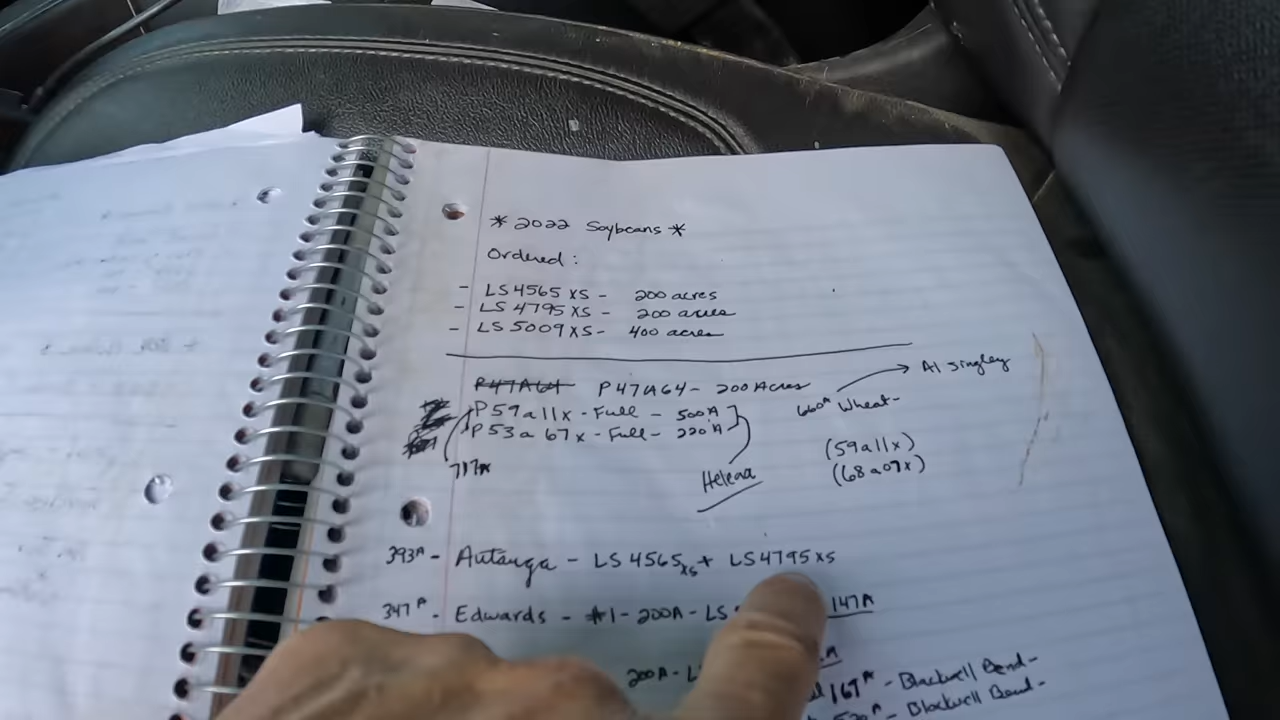 * 2022 Soybeans *
Ordered:
- LS4565XS - 200 acres
- LS4795XS - 200 acres
- LS5009XS - 400 acres
P47A64 P47A64 - 200 Acres
660A Wheat - → Al Singley
P59a11x - Full - 500A
P53a67x - Full - 220A
717A
Helena
(59a11x)
(68a07x)
393A - Autauga - LS4565XS + LS4795XS
347A - Edwards - #1 - 200A - LS 147A
200A - L
167A - Blackwell Bend -
Blackwell Bend -